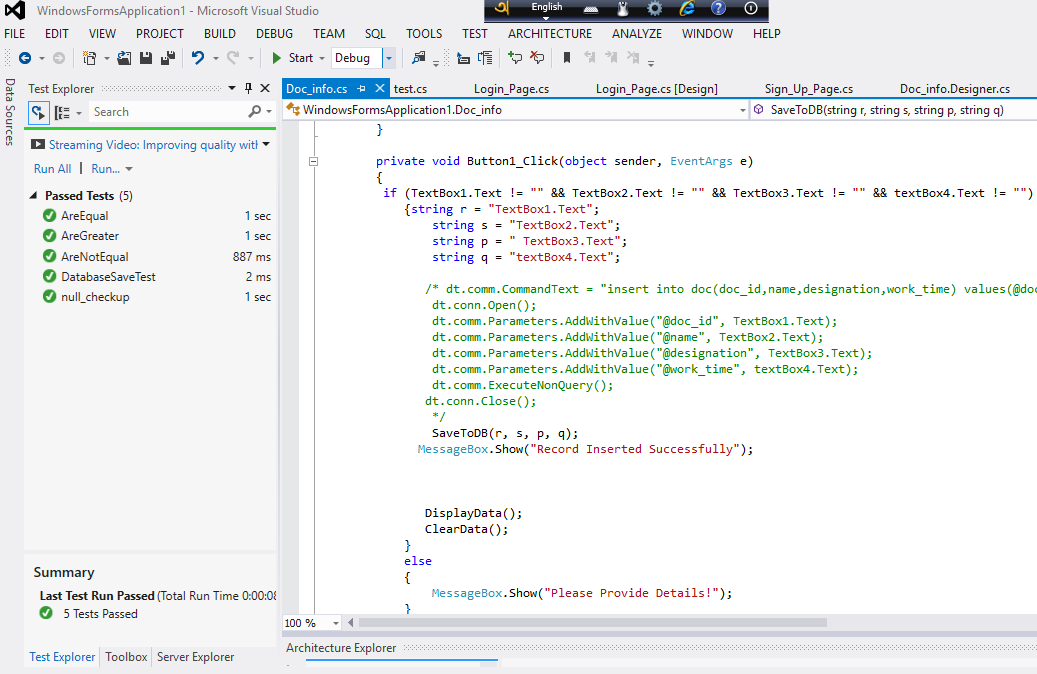 WindowsFormsApplication1 - Microsoft Visual Studio
English
FILE EDIT VIEW PROJECT BUILD DEBUG TEAM SQL TOOLS TEST ARCHITECTURE ANALYZE WINDOW HELP
Start Debug
Data Sources
Test Explorer
Search
Streaming Video: Improving quality with
Run All | Run...
Passed Tests (5)
AreEqual 1 sec
AreGreater 1 sec
AreNotEqual 887 ms
DatabaseSaveTest 2 ms
null_checkup 1 sec
Summary
Last Test Run Passed (Total Run Time 0:00:08
5 Tests Passed
Test Explorer Toolbox Server Explorer
Doc_info.cs test.cs Login_Page.cs Login_Page.cs [Design] Sign_Up_Page.cs Doc_info.Designer.cs
WindowsFormsApplication1.Doc_info SaveToDB(string r, string s, string p, string q)
}
private void Button1_Click(object sender, EventArgs e)
{
if (TextBox1.Text != "" && TextBox2.Text != "" && TextBox3.Text != "" && textBox4.Text != "")
{string r = "TextBox1.Text";
string s = "TextBox2.Text";
string p = " TextBox3.Text";
string q = "textBox4.Text";
/* dt.comm.CommandText = "insert into doc(doc_id,name,designation,work_time) values(@doc
dt.conn.Open();
dt.comm.Parameters.AddWithValue("@doc_id", TextBox1.Text);
dt.comm.Parameters.AddWithValue("@name", TextBox2.Text);
dt.comm.Parameters.AddWithValue("@designation", TextBox3.Text);
dt.comm.Parameters.AddWithValue("@work_time", textBox4.Text);
dt.comm.ExecuteNonQuery();
dt.conn.Close();
*/
SaveToDB(r, s, p, q);
MessageBox.Show("Record Inserted Successfully");
DisplayData();
ClearData();
}
else
{
MessageBox.Show("Please Provide Details!");
}
100 %
Architecture Explorer